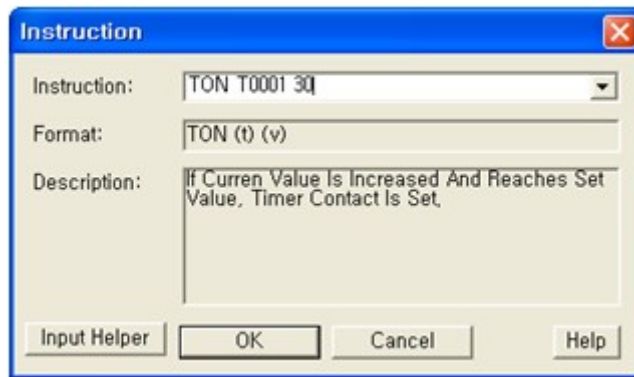 Instruction
Instruction:
TON T0001 30
Format:
TON (t) (v)
Description:
If Curren Value Is Increased And Reaches Set
Value, Timer Contact Is Set,
Input Helper
OK
Cancel
Help